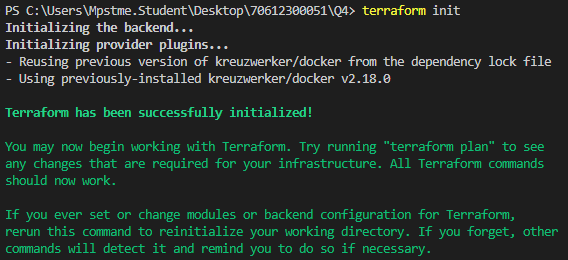 PS C:\Users\Mpstme.Student\Desktop\70612300051\Q4> terraform init
Initializing the backend...
Initializing provider plugins...
- Reusing previous version of kreuzwerker/docker from the dependency lock file
- Using previously-installed kreuzwerker/docker v2.18.0
Terraform has been successfully initialized!
You may now begin working with Terraform. Try running "terraform plan" to see
any changes that are required for your infrastructure. All Terraform commands
should now work.
If you ever set or change modules or backend configuration for Terraform,
rerun this command to reinitialize your working directory. If you forget, other
commands will detect it and remind you to do so if necessary.